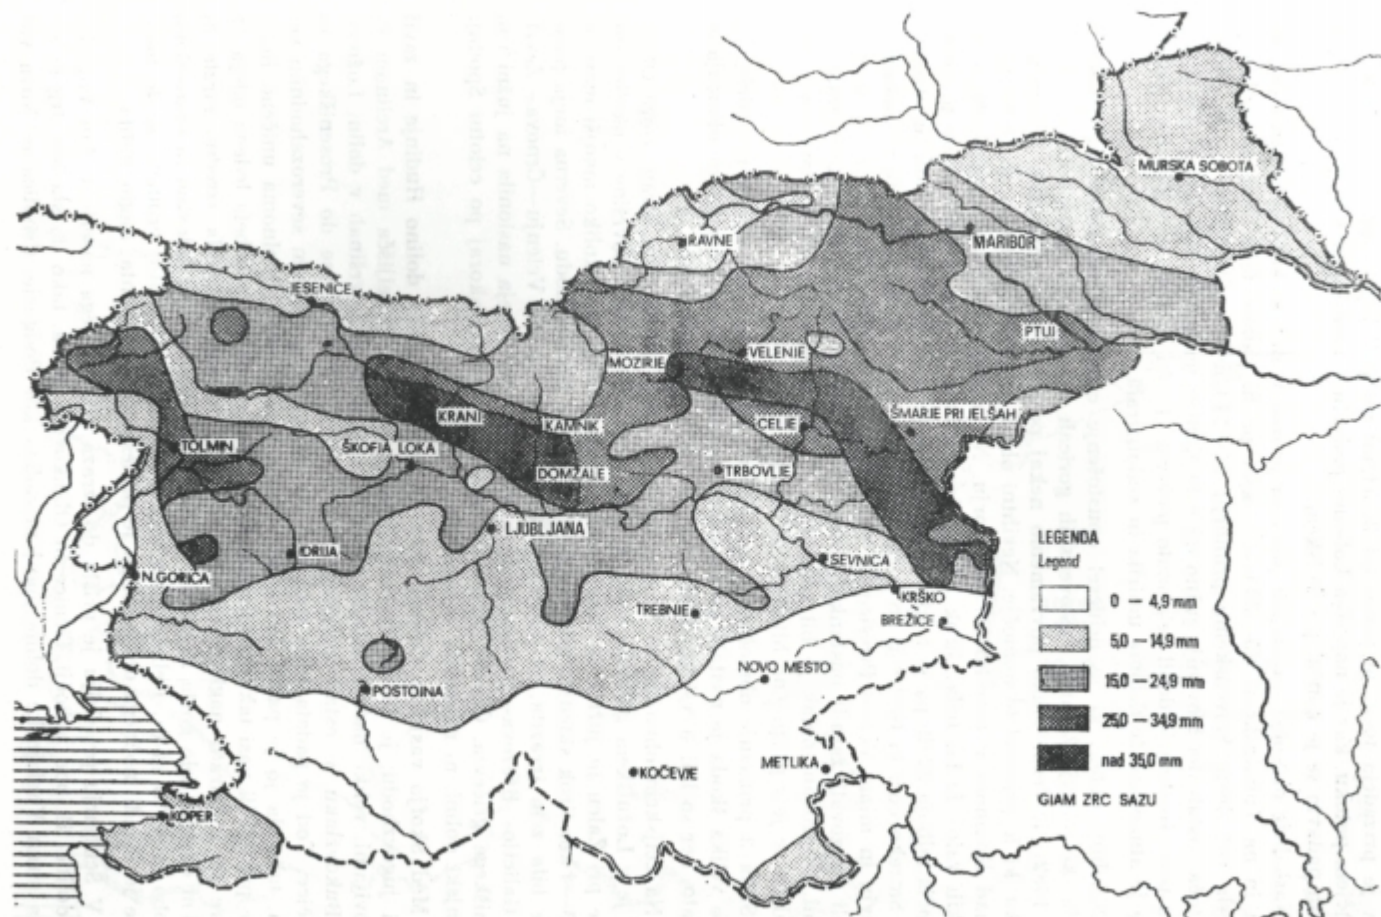 MURSKA SOBOTA
RAVNE
MARIBOR
JESENICE
PTUJ
MOZIRJE
VELENJE
KRANJ
KAMNIK
CELJE
ŠMARJE PRI JELŠAH
TOLMIN
ŠKOFJA LOKA
DOMŽALE
TRBOVLJE
LJUBLJANA
IDRIJA
SEVNICA
N. GORICA
TREBNJE
KRŠKO
BREŽICE
POSTOJNA
NOVO MESTO
KOČEVJE
METLIKA
KOPER
LEGENDA
Legend
0 – 4,9 mm
5,0 – 14,9 mm
15,0 – 24,9 mm
25,0 – 34,9 mm
nad 35,0 mm
GIAM ZRC SAZU